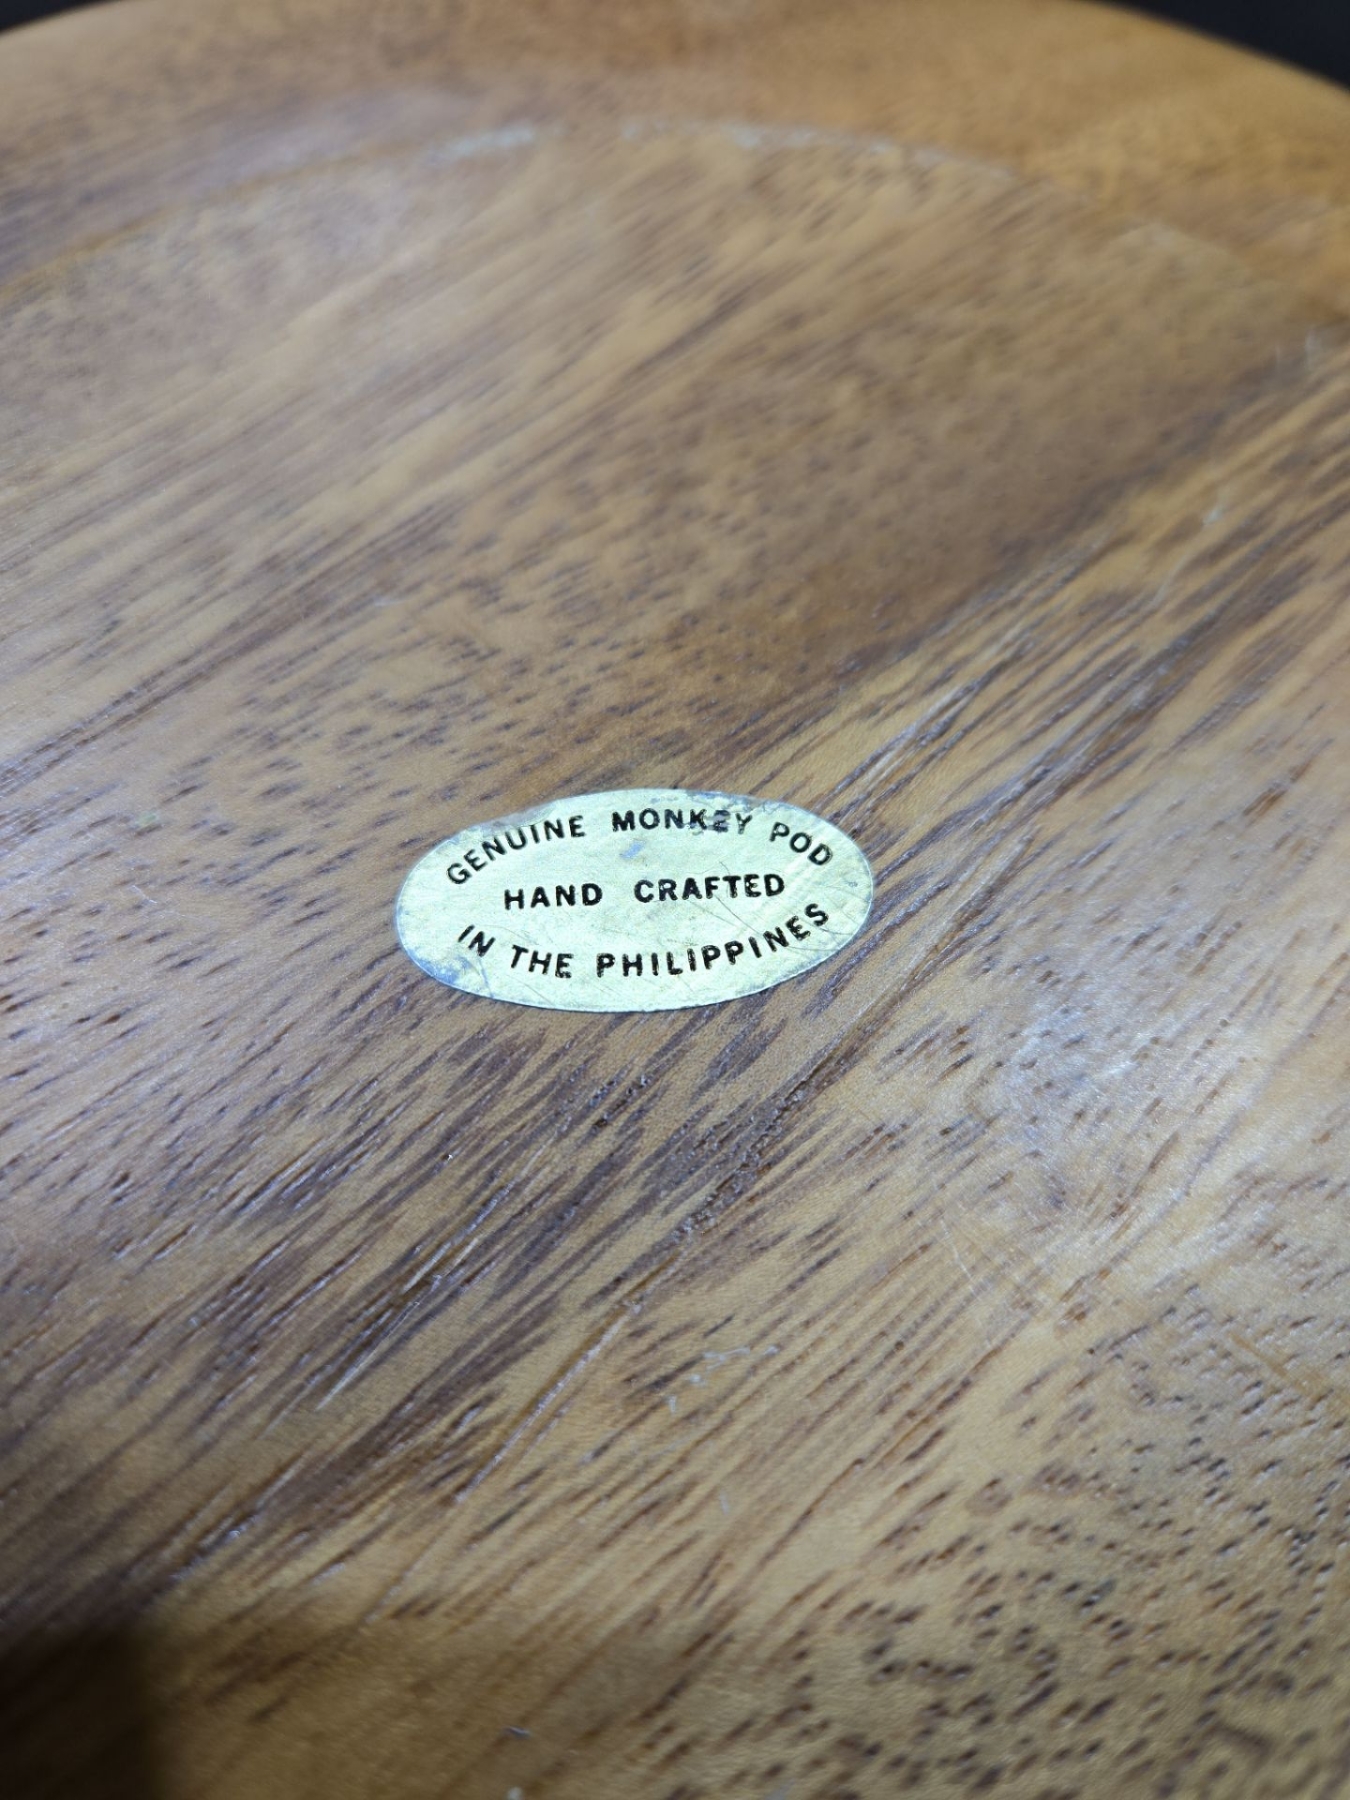 GENUINE MONKEY POD
HAND CRAFTED
IN THE PHILIPPINES